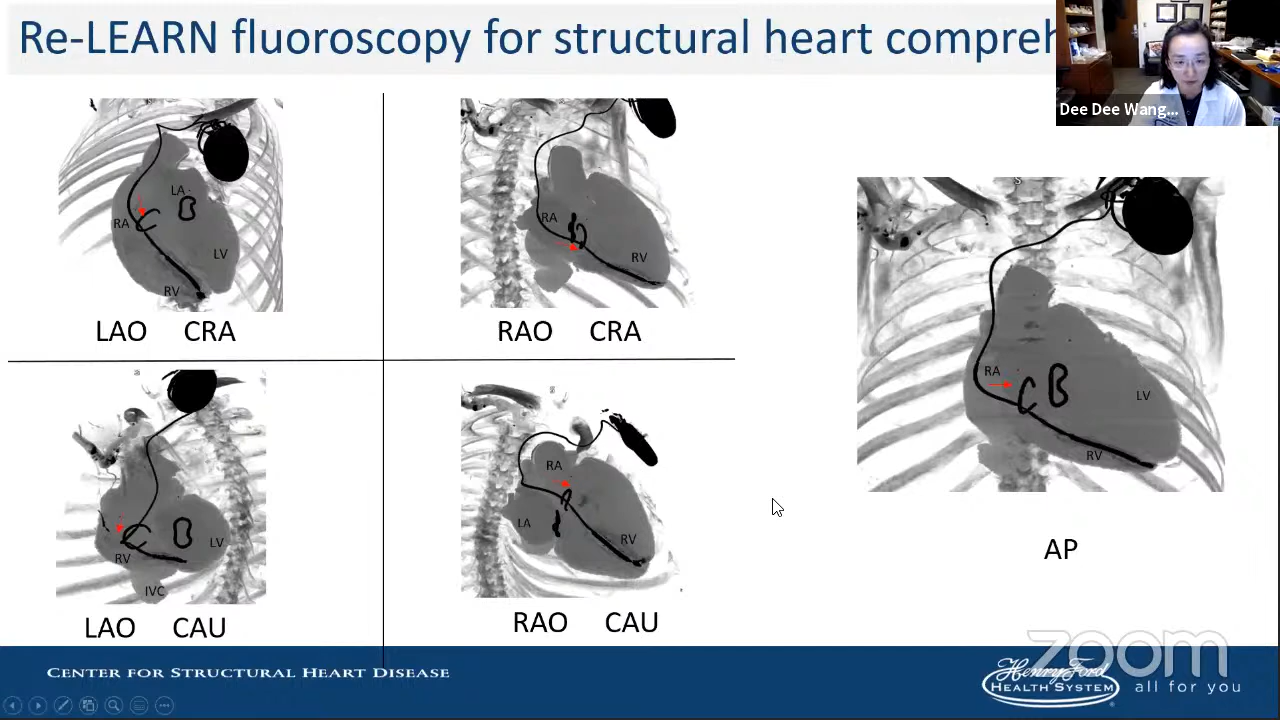 Re-LEARN fluoroscopy for structural heart compreh
Dee Dee Wang...
LA
RA
LV
RV
LAO CRA
RA
RV
RAO CRA
RV
LV
IVC
LAO CAU
S
RA
LA
RV
RAO CAU
S
RA
LV
RV
AP
CENTER FOR STRUCTURAL HEART DISEASE
zoom
Henry Ford
HEALTH SYSTEM
all for you